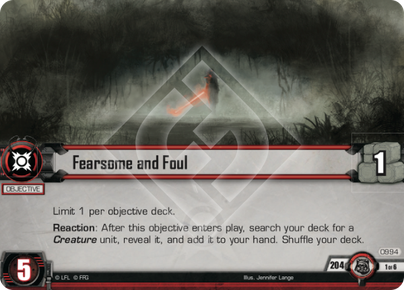 Fearsome and Foul
1
OBJECTIVE
Limit 1 per objective deck.
Reaction: After this objective enters play, search your deck for a
Creature unit, reveal it, and add it to your hand. Shuffle your deck.
0994
5
© LFL © FFG
Illus. Jennifer Lange
204
1 of 6